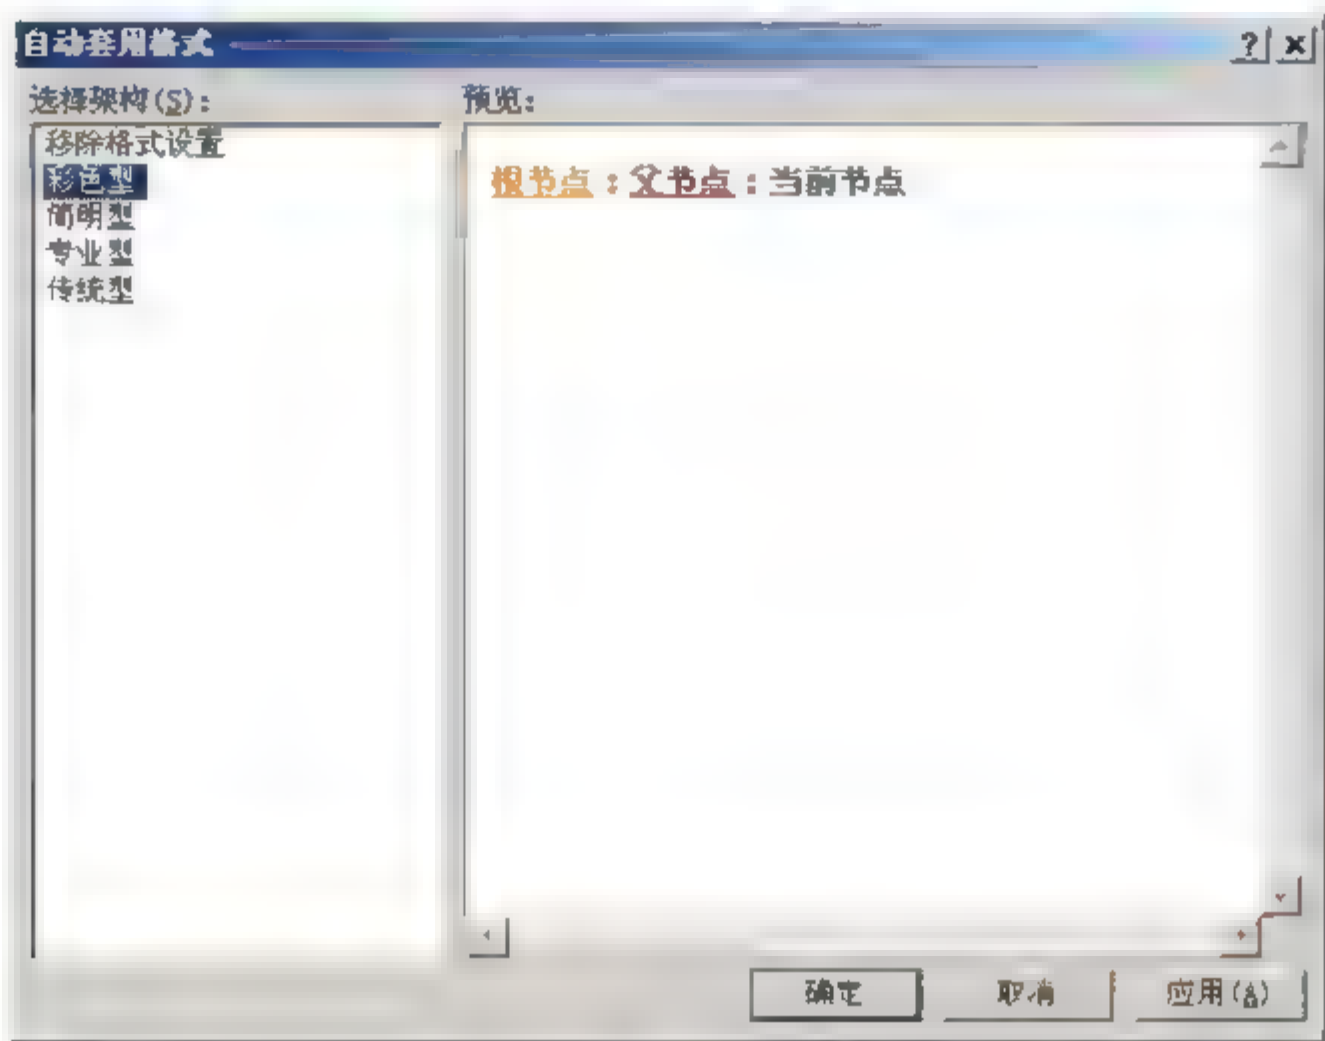 自动套用格式
选择架构(S):
预览:
移除格式设置
彩色型
简明型
专业型
传统型
根节点 : 父节点 : 当前节点
确定
取消
应用(A)